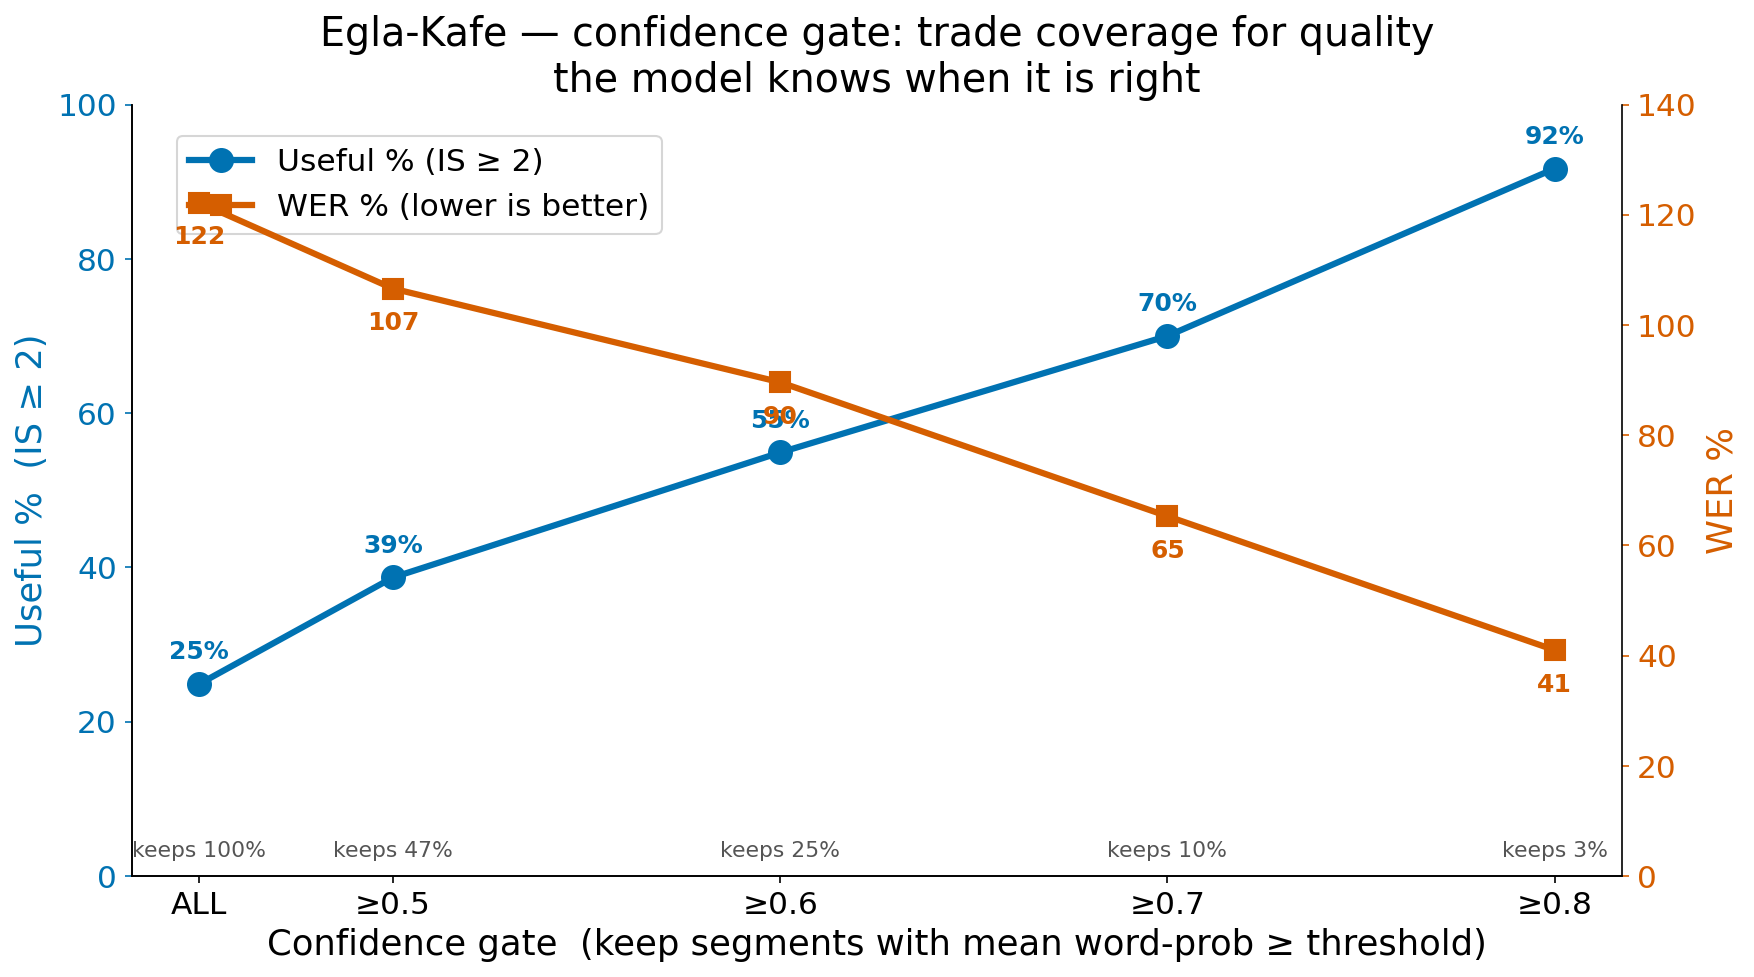 Egla-Kafe — confidence gate: trade coverage for quality
the model knows when it is right
Useful % (IS ≥ 2)
WER % (lower is better)
Useful % (IS ≥ 2)
100
80
60
40
20
0
25%
39%
55%
70%
92%
122
107
90
65
41
140
120
100
80
60
40
20
0
WER %
keeps 100%
keeps 47%
keeps 25%
keeps 10%
keeps 3%
ALL
≥0.5
≥0.6
≥0.7
≥0.8
Confidence gate (keep segments with mean word-prob ≥ threshold)